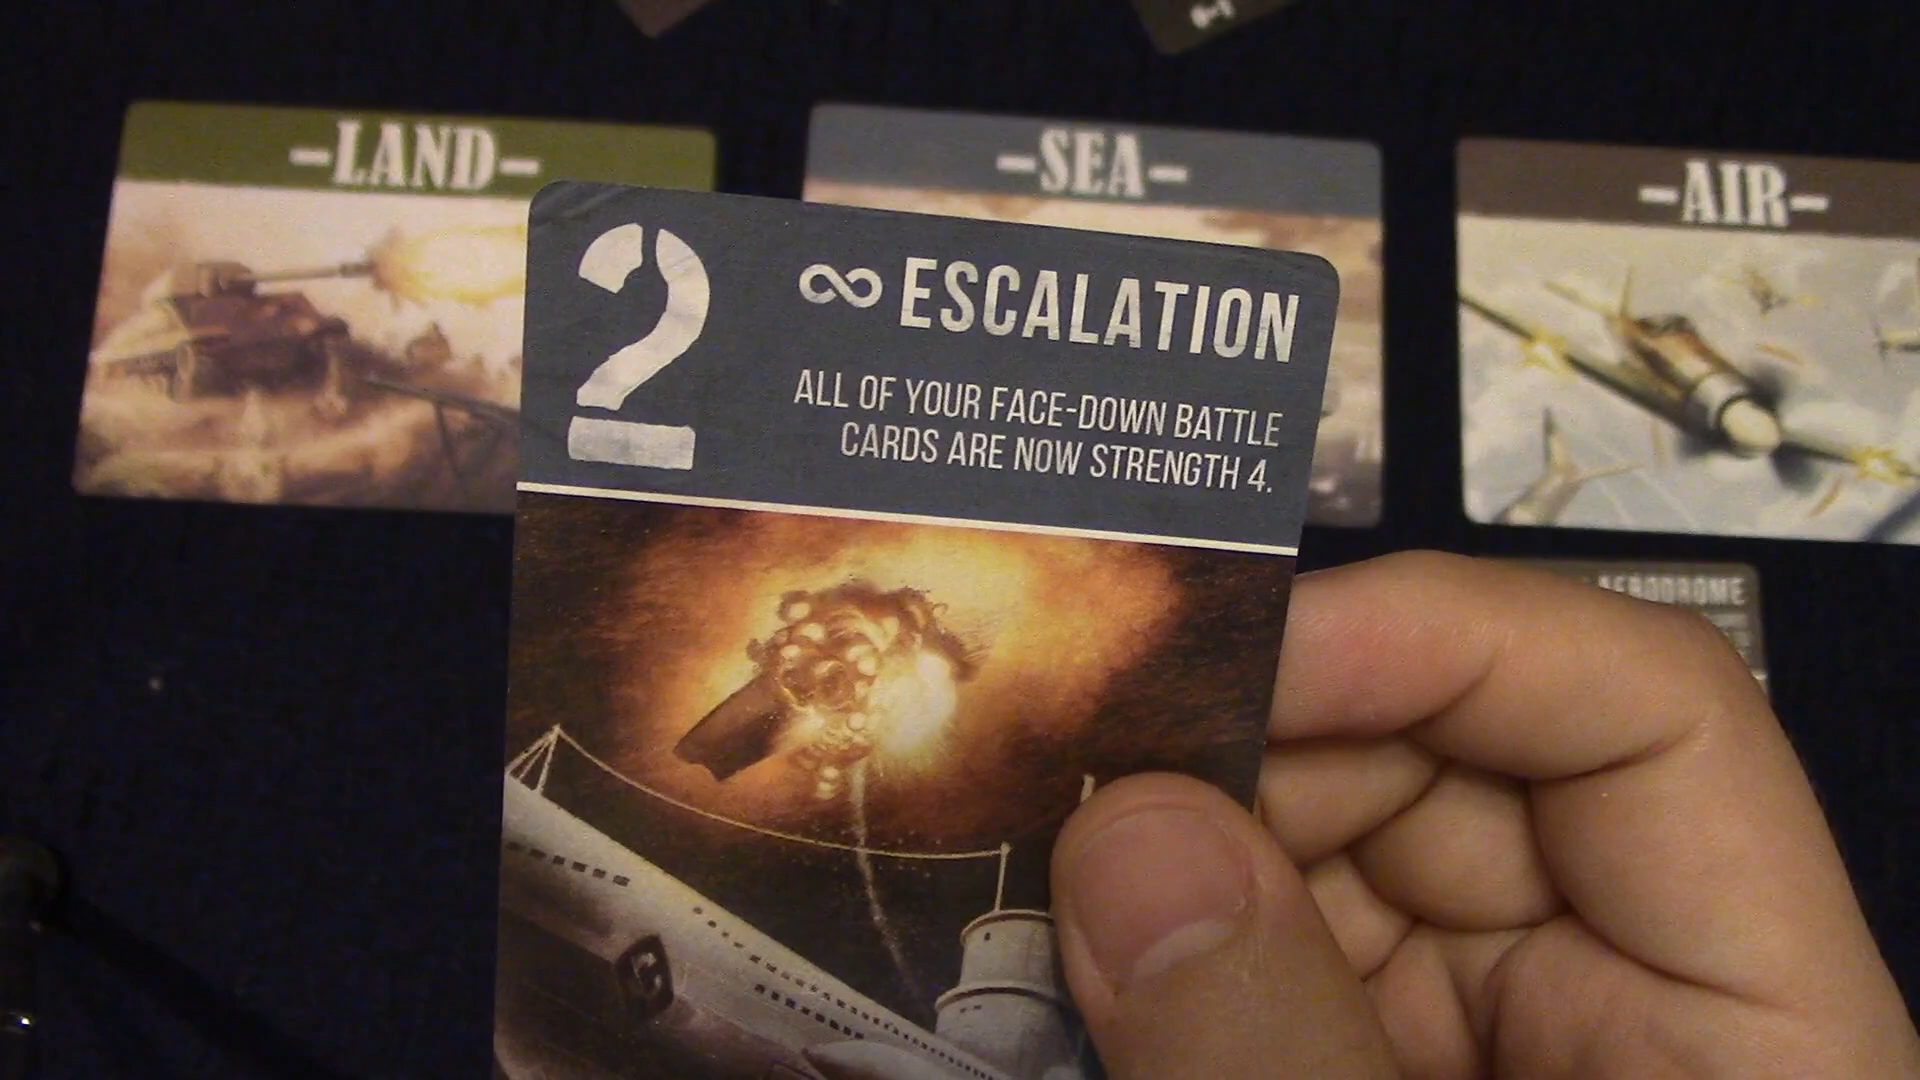 -LAND-
-SEA-
-AIR-
2
∞ ESCALATION
ALL OF YOUR FACE-DOWN BATTLE
CARDS ARE NOW STRENGTH 4.
AERODROME